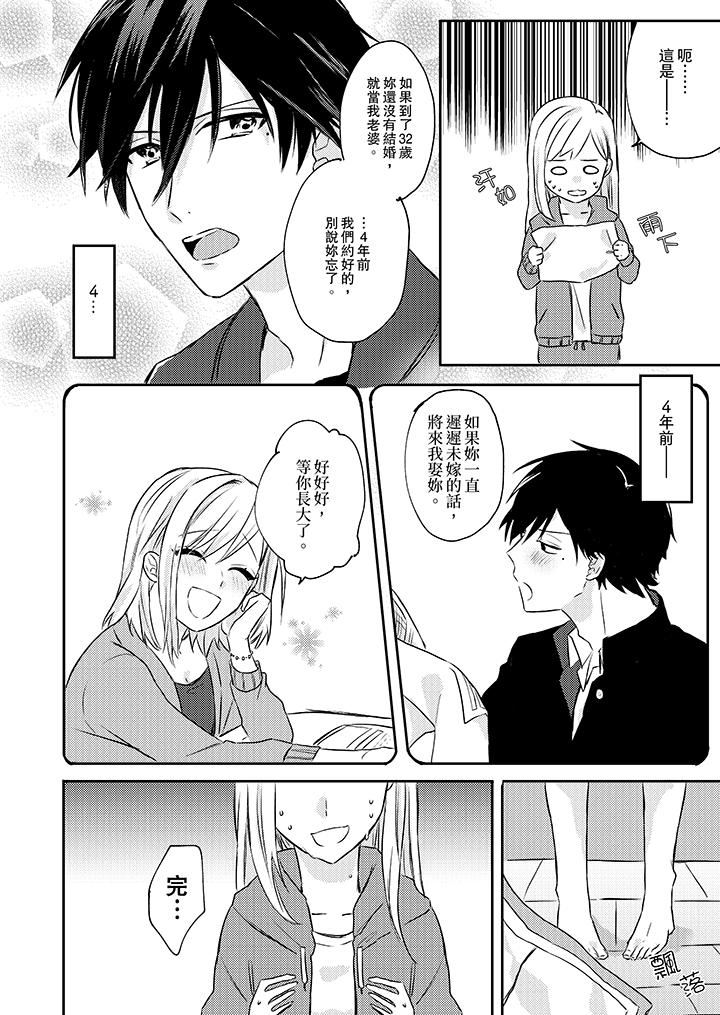 呃……
這是——
汗如
雨下
如果到了32歲
妳還沒有結婚，
就當我老婆。
…4年前
我們約好的，
別說妳忘了。
4…
4年前——
如果妳一直
遲遲未嫁的話，
將來我娶妳。
好好好，
等你長大了。
飄落
完…